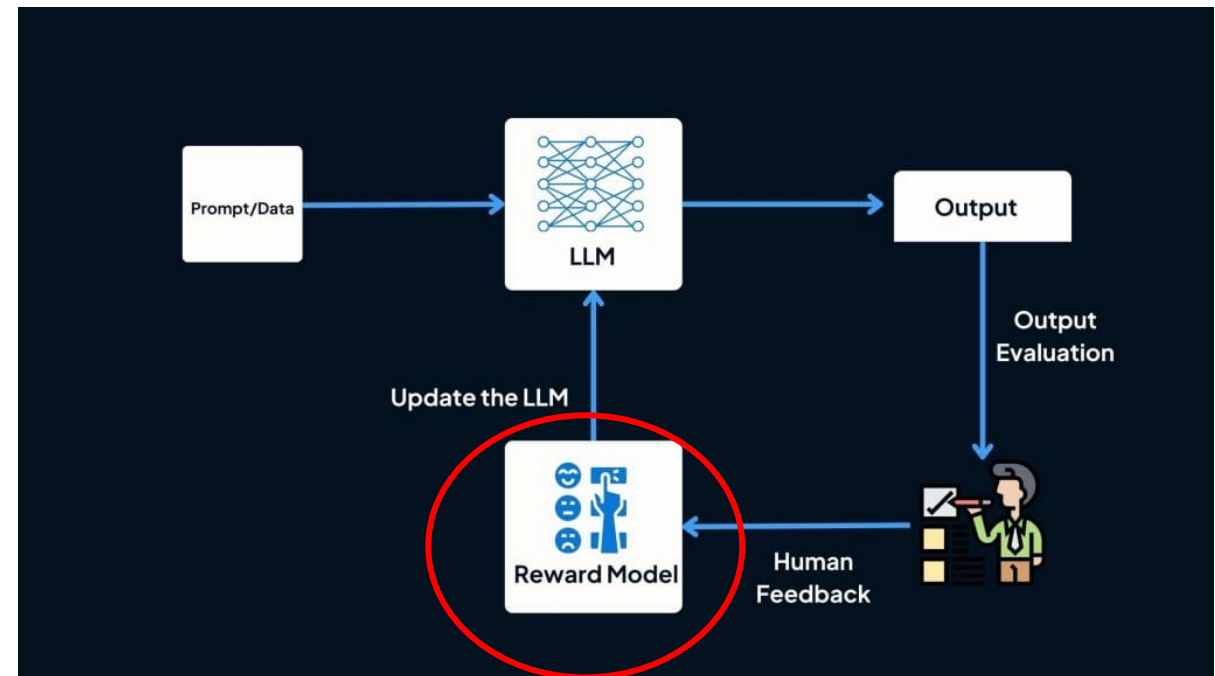 Prompt/Data
LLM
Output
Output
Evaluation
Update the LLM
Reward Model
Human
Feedback